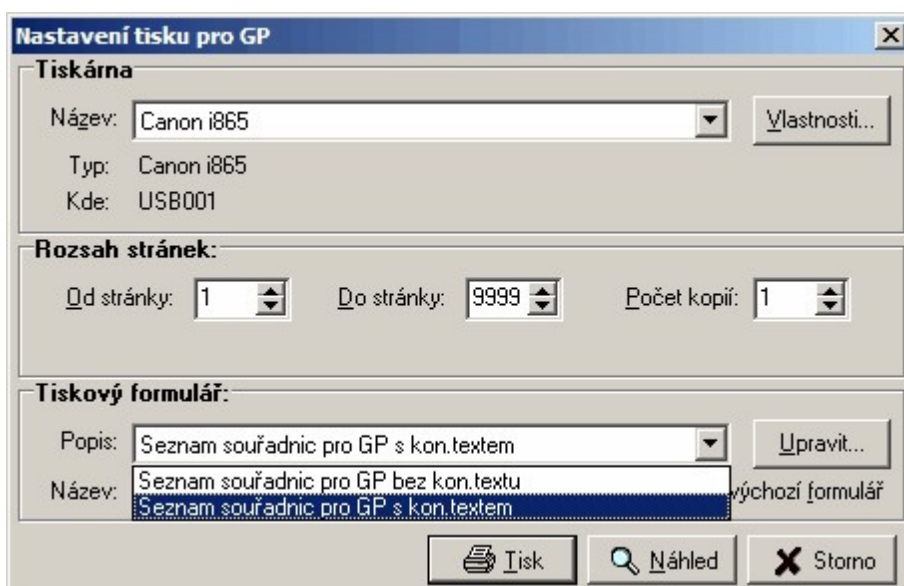 Nastavení tisku pro GP
Tiskárna
Název: Canon i865 Vlastnosti...
Typ: Canon i865
Kde: USB001
Rozsah stránek:
Od stránky: 1 Do stránky: 9999 Počet kopií: 1
Tiskový formulář:
Popis: Seznam souřadnic pro GP s kon.textem Upravit...
Seznam souřadnic pro GP bez kon.textu
Název: výchozí formulář
Seznam souřadnic pro GP s kon.textem
Tisk Náhled Storno